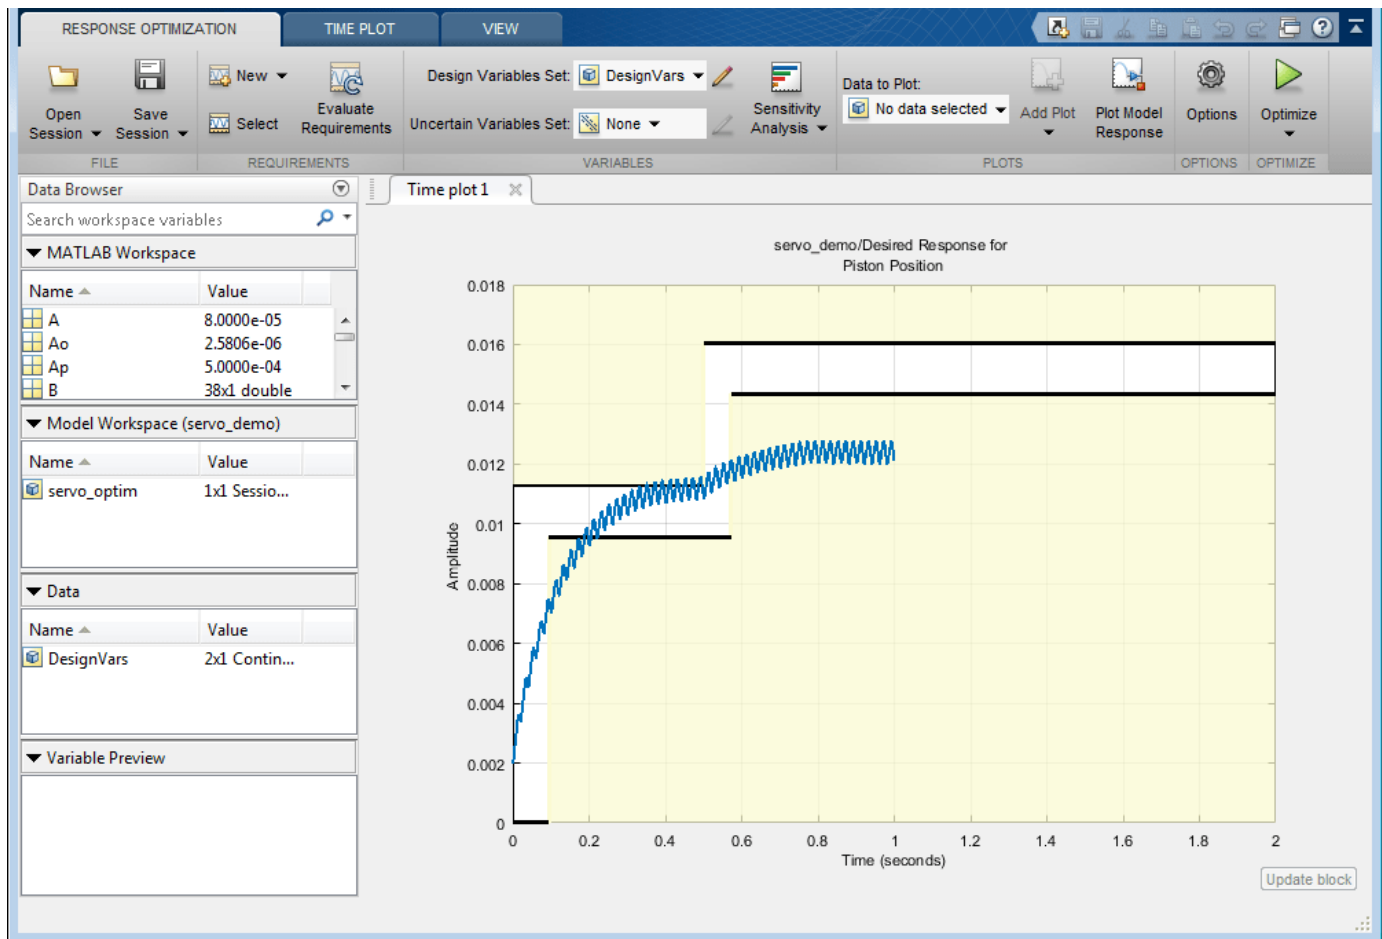 RESPONSE OPTIMIZATION
TIME PLOT
VIEW
Open Session
Save Session
New
Select
Evaluate Requirements
Design Variables Set:
DesignVars
Uncertain Variables Set:
None
Sensitivity Analysis
Data to Plot:
No data selected
Add Plot
Plot Model Response
Options
Optimize
FILE
REQUIREMENTS
VARIABLES
PLOTS
OPTIONS
OPTIMIZE
Data Browser
Search workspace variables
MATLAB Workspace
Name Value
A 8.0000e-05
Ao 2.5806e-06
Ap 5.0000e-04
B 38x1 double
Model Workspace (servo_demo)
Name Value
servo_optim 1x1 Sessio...
Data
Name Value
DesignVars 2x1 Contin...
Variable Preview
Time plot 1
servo_demo/Desired Response for
Piston Position
0.018
0.016
0.014
0.012
0.01
0.008
0.006
0.004
0.002
0
Amplitude
0 0.2 0.4 0.6 0.8 1 1.2 1.4 1.6 1.8 2
Time (seconds)
Update block